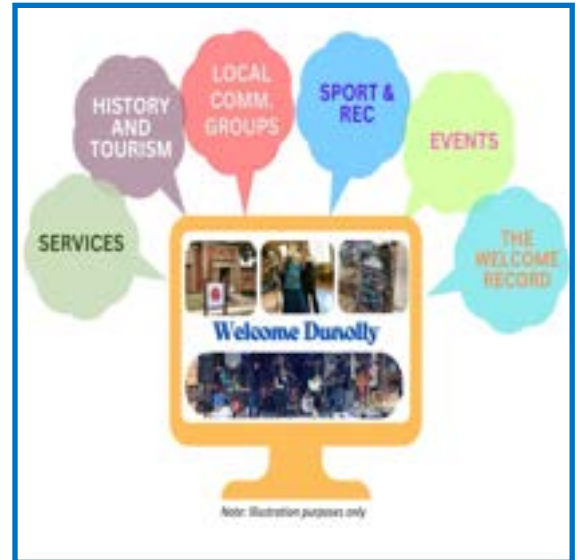 SERVICES
HISTORY
AND
TOURISM
LOCAL
COMM.
GROUPS
SPORT &
REC
EVENTS
THE
WELCOME
RECORD
Welcome Dunolly
Note: Illustration purposes only